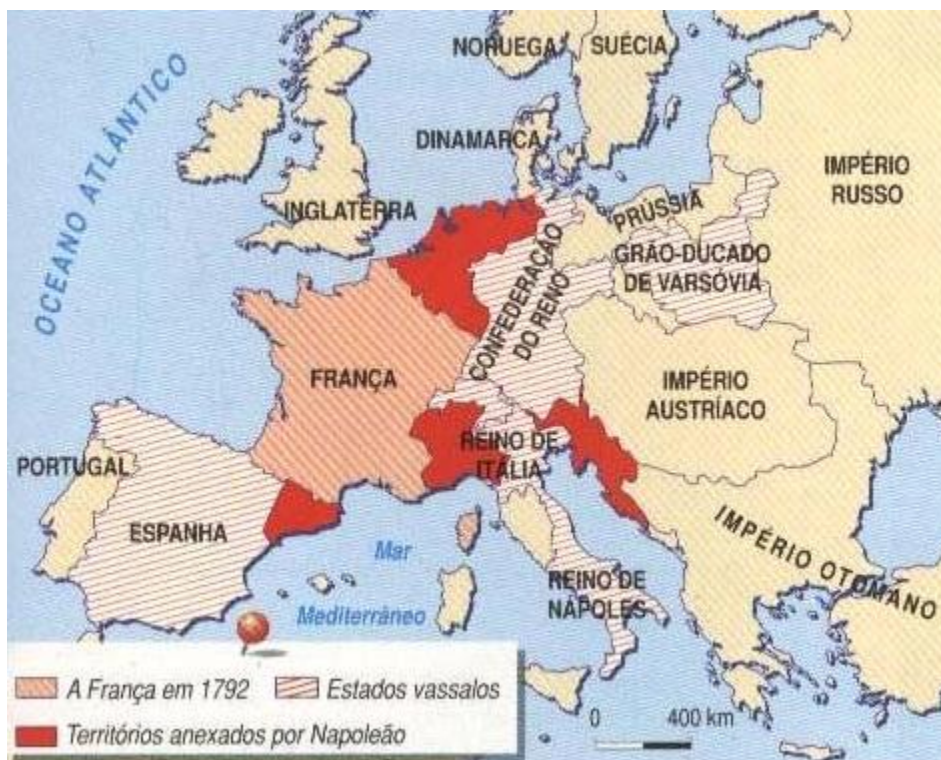 OCEANO ATLÂNTICO
NORUEGA
SUÉCIA
DINAMARCA
IMPÉRIO
RUSSO
INGLATERRA
PRÚSSIA
GRÃO-DUCADO
DE VARSÓVIA
CONFEDERAÇÃO
DO RENO
FRANÇA
IMPÉRIO
AUSTRÍACO
REINO DE
ITÁLIA
PORTUGAL
ESPANHA
Mar
Mediterrâneo
REINO DE
NÁPOLES
IMPÉRIO OTOMANO
A França em 1792
Estados vassalos
Territórios anexados por Napoleão
0 400 km